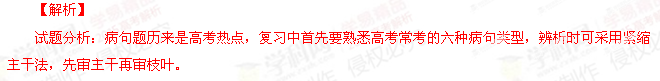 【解析】
试题分析：病句题历来是高考热点，复习中首先要熟悉高考常考的六种病句类型，辨析时可采用紧缩
主干法，先审主干再审枝叶。